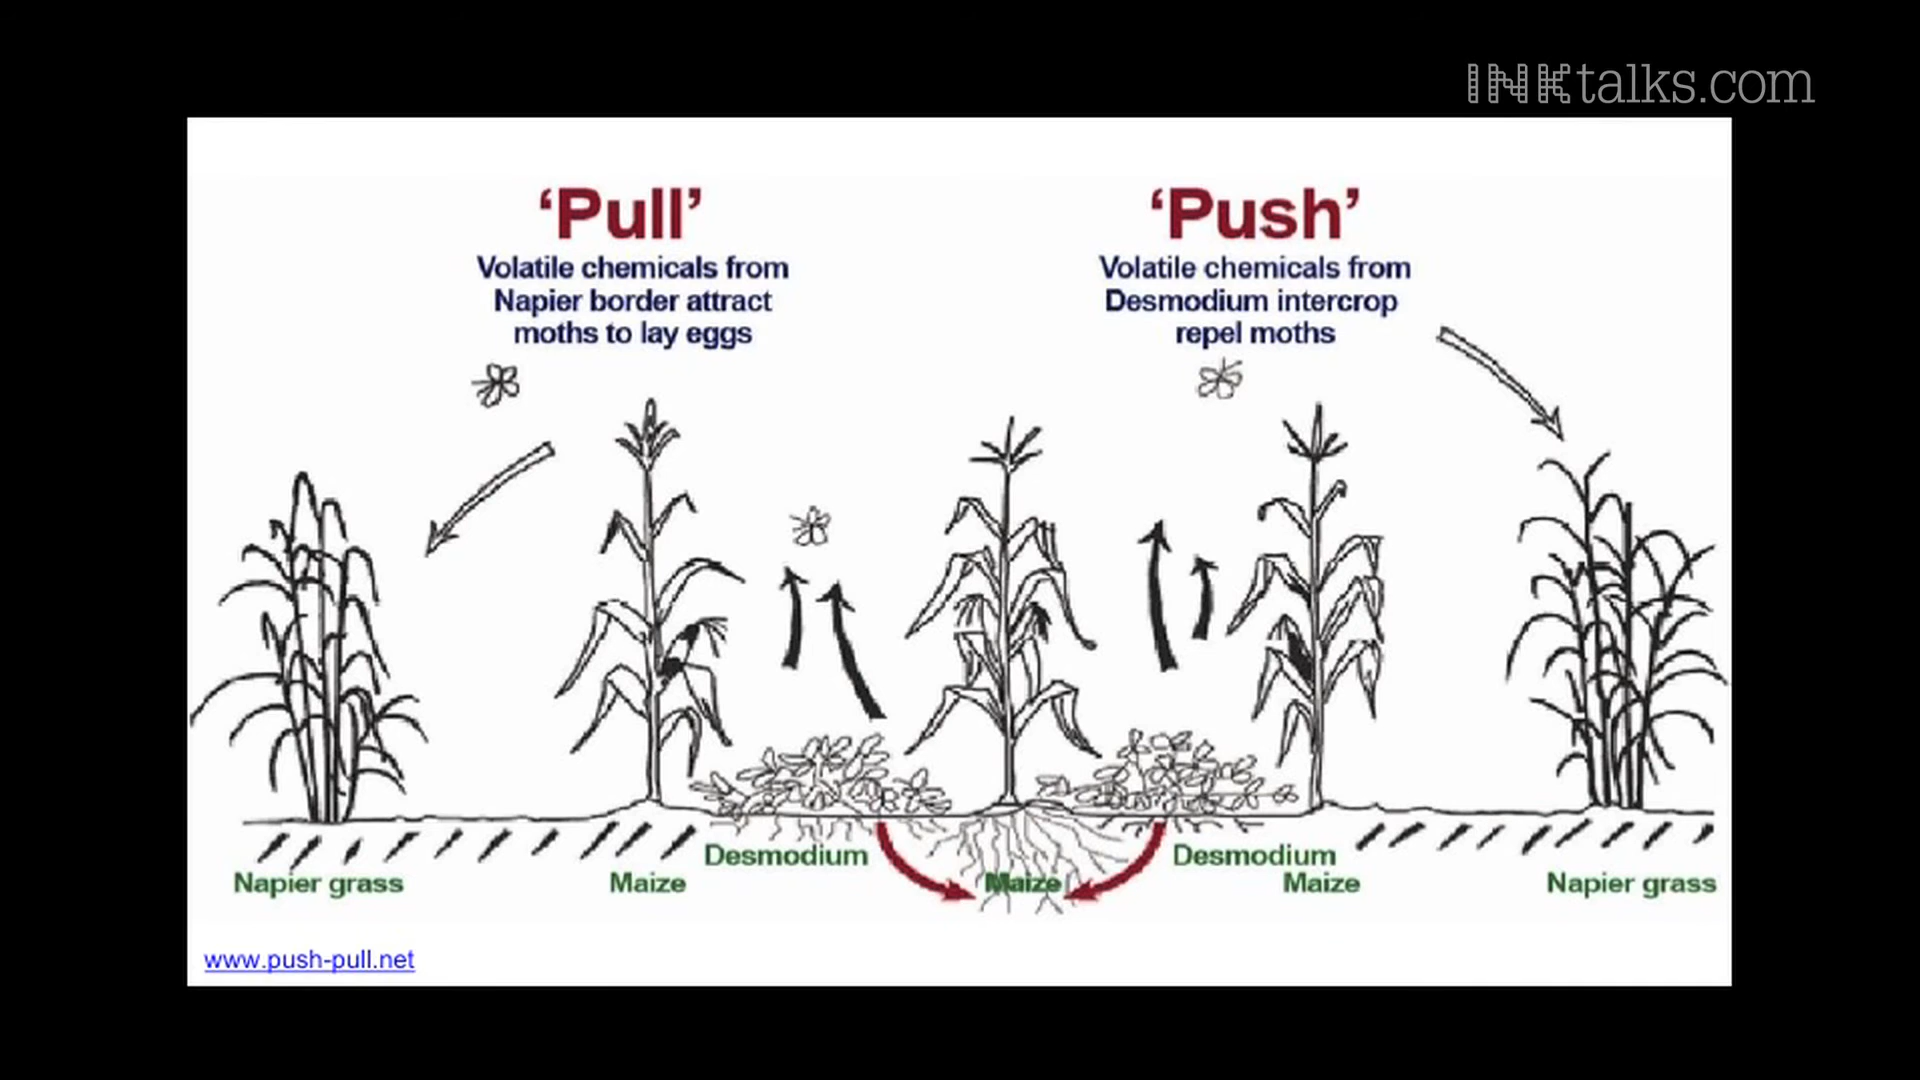 INKtalks.com
‘Pull’
Volatile chemicals from
Napier border attract
moths to lay eggs
‘Push’
Volatile chemicals from
Desmodium intercrop
repel moths
Desmodium
Desmodium
Napier grass
Maize
Maize
Maize
Napier grass
www.push-pull.net